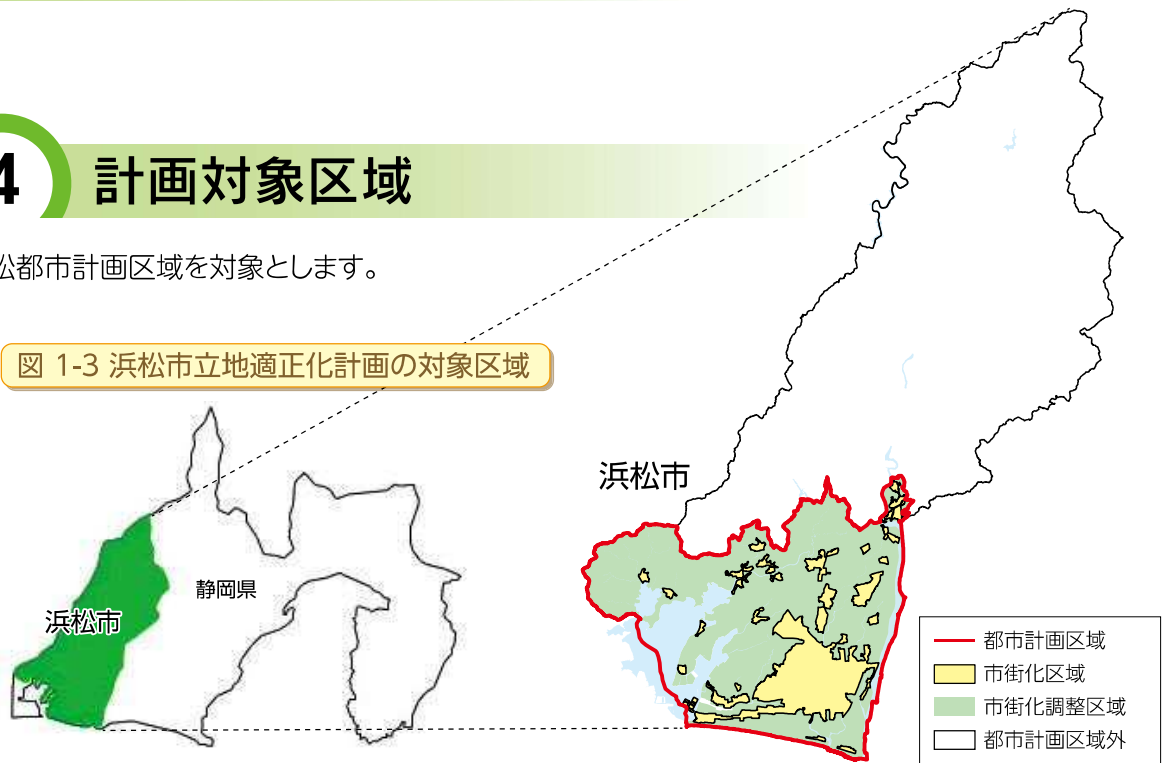 4
計画対象区域
松都市計画区域を対象とします。
図 1-3 浜松市立地適正化計画の対象区域
浜松市
静岡県
浜松市
都市計画区域
市街化区域
市街化調整区域
都市計画区域外